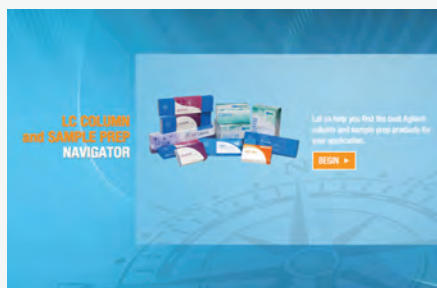 LC COLUMN
and SAMPLE PREP
NAVIGATOR
Let us help you find the best Agilent
column and sample prep products for
your application.
BEGIN ►